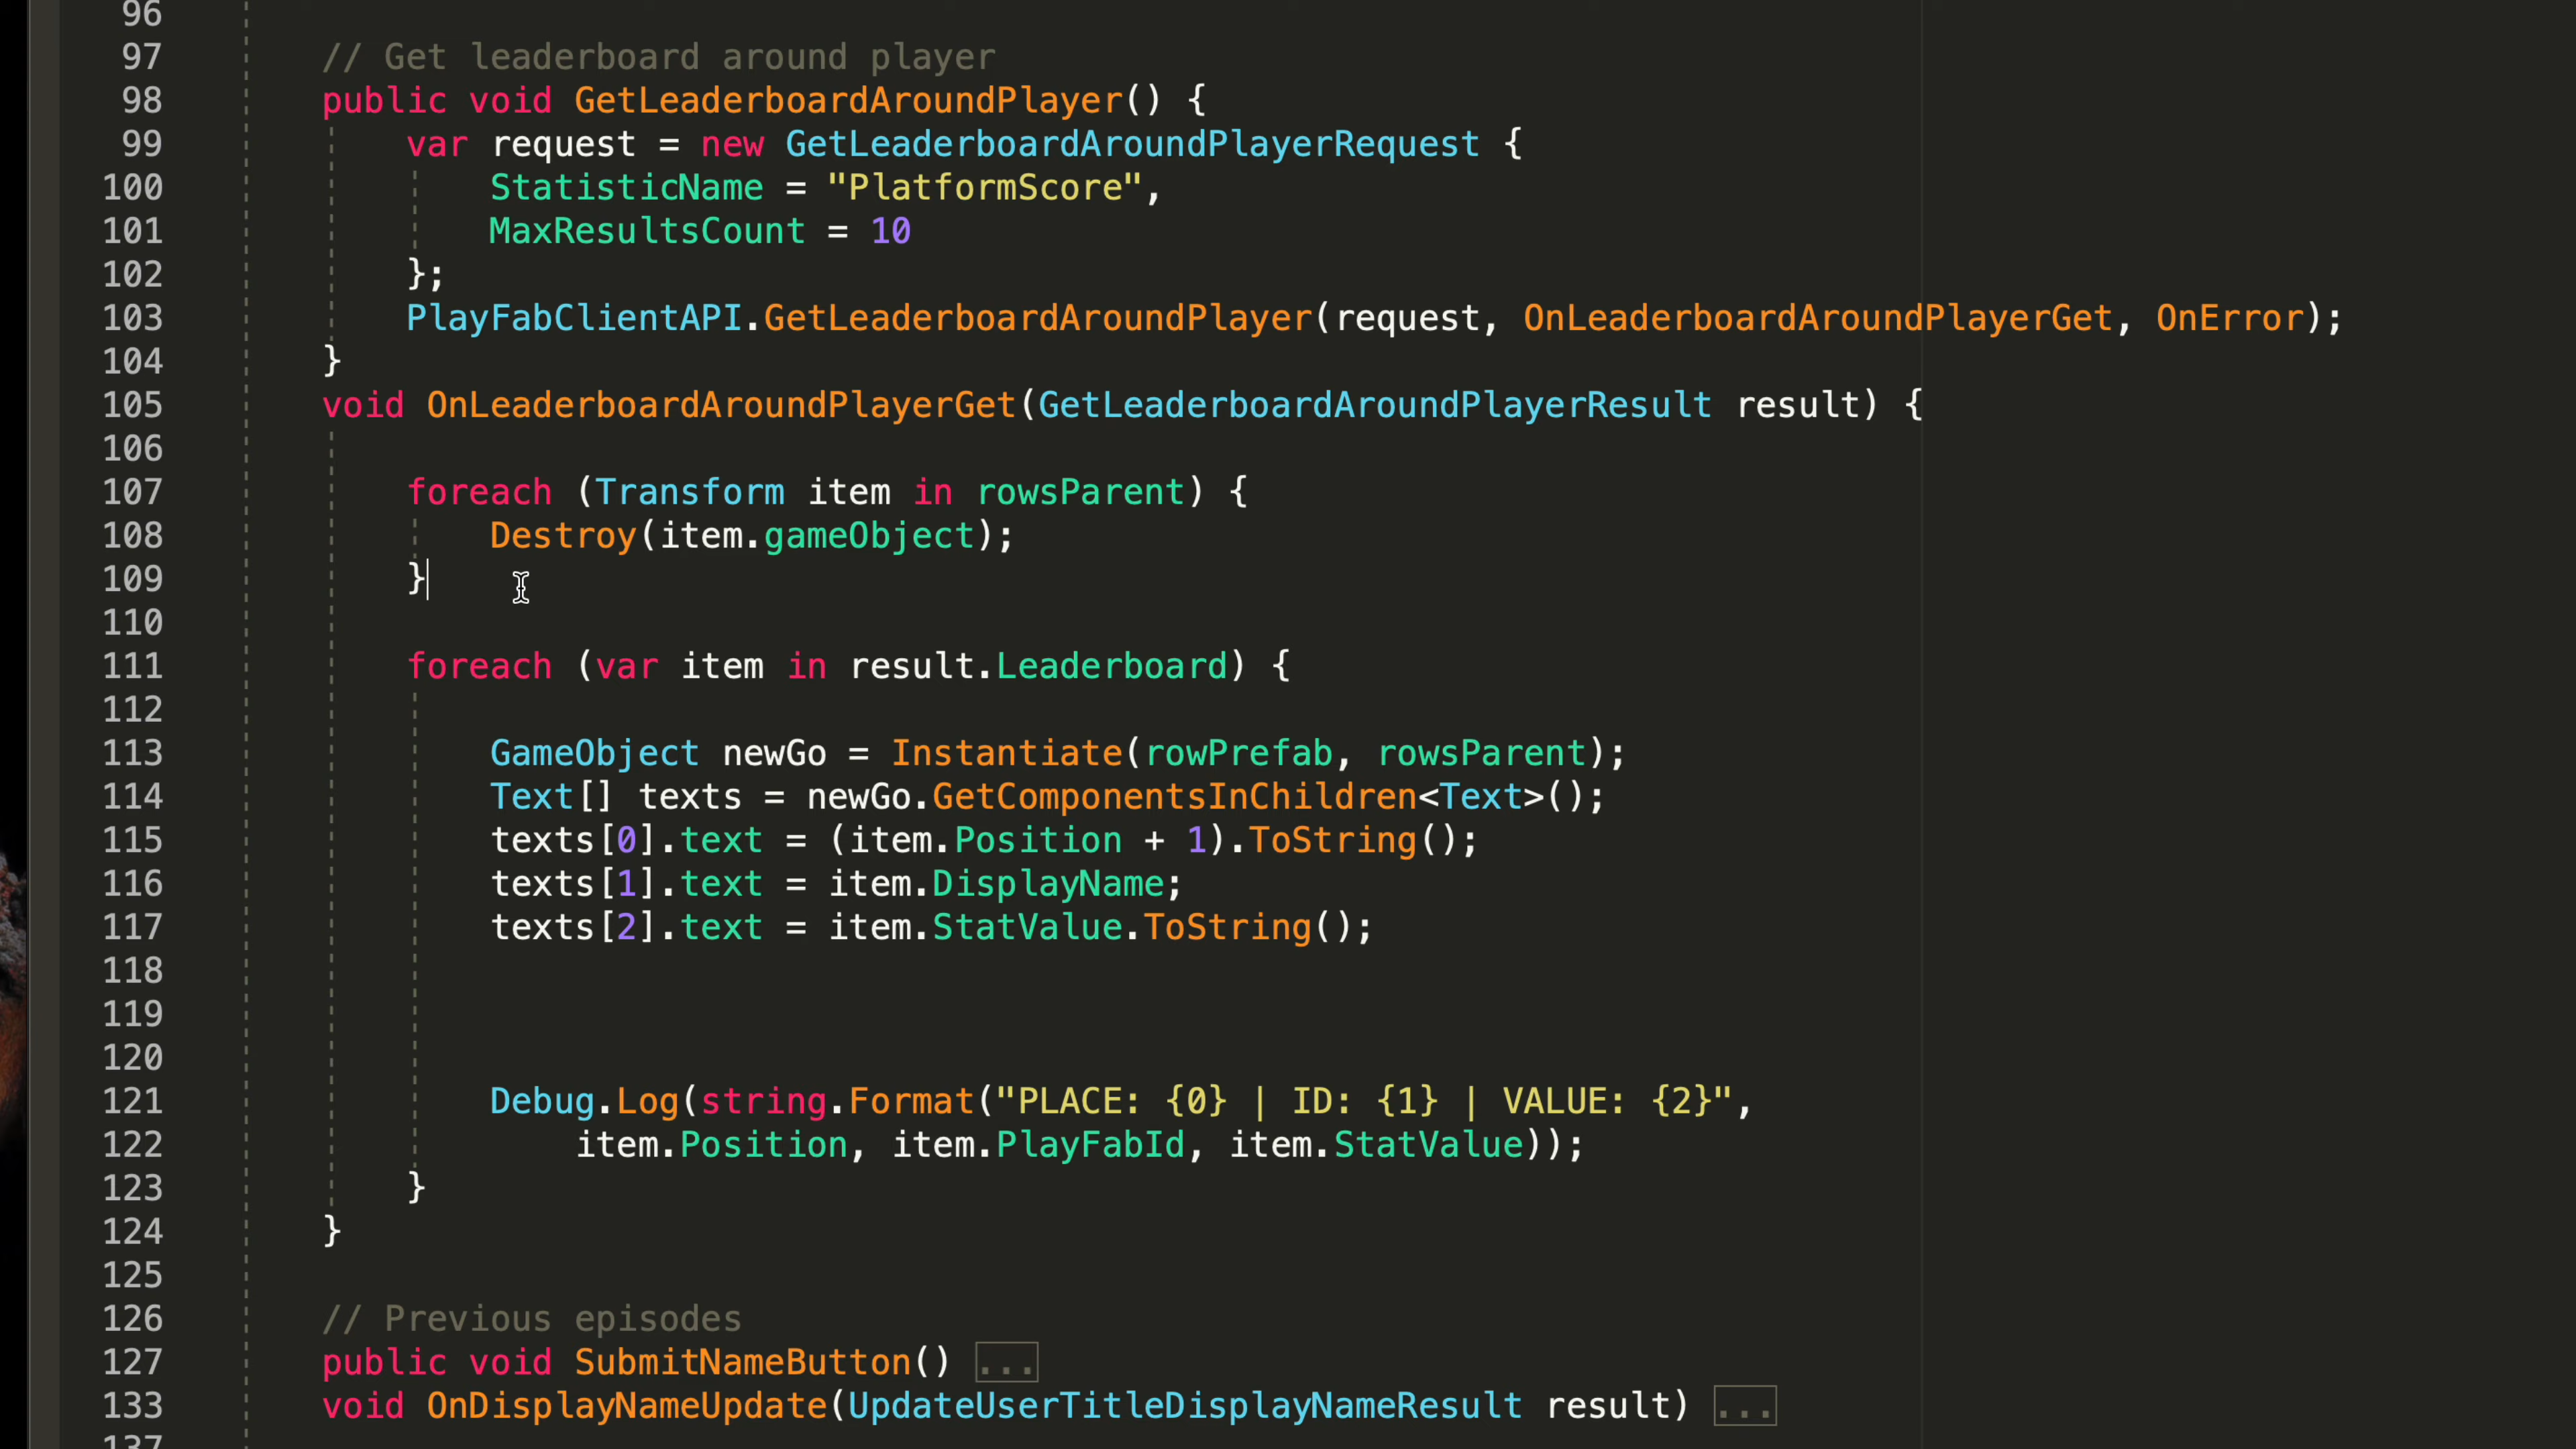 96
97 // Get leaderboard around player
98 public void GetLeaderboardAroundPlayer() {
99 var request = new GetLeaderboardAroundPlayerRequest {
100 StatisticName = "PlatformScore",
101 MaxResultsCount = 10
102 };
103 PlayFabClientAPI.GetLeaderboardAroundPlayer(request, OnLeaderboardAroundPlayerGet, OnError);
104 }
105 void OnLeaderboardAroundPlayerGet(GetLeaderboardAroundPlayerResult result) {
106
107 foreach (Transform item in rowsParent) {
108 Destroy(item.gameObject);
109 }
110
111 foreach (var item in result.Leaderboard) {
112
113 GameObject newGo = Instantiate(rowPrefab, rowsParent);
114 Text[] texts = newGo.GetComponentsInChildren<Text>();
115 texts[0].text = (item.Position + 1).ToString();
116 texts[1].text = item.DisplayName;
117 texts[2].text = item.StatValue.ToString();
118
119
120
121 Debug.Log(string.Format("PLACE: {0} | ID: {1} | VALUE: {2}",
122 item.Position, item.PlayFabId, item.StatValue));
123 }
124 }
125
126 // Previous episodes
127 public void SubmitNameButton() ...
133 void OnDisplayNameUpdate(UpdateUserTitleDisplayNameResult result) ...
137